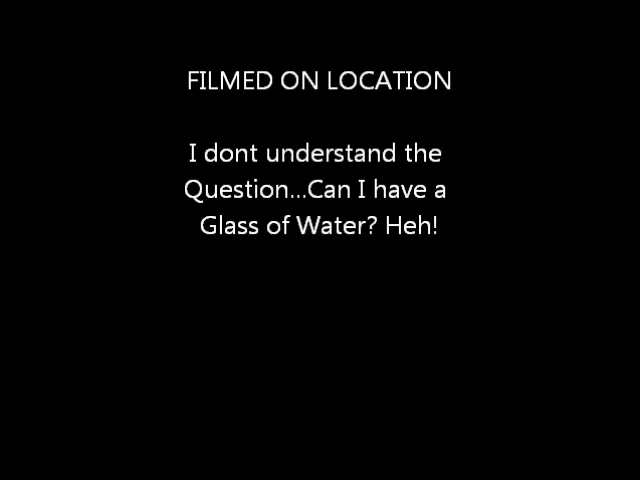 FILMED ON LOCATION
I dont understand the
Question...Can I have a
Glass of Water? Heh!